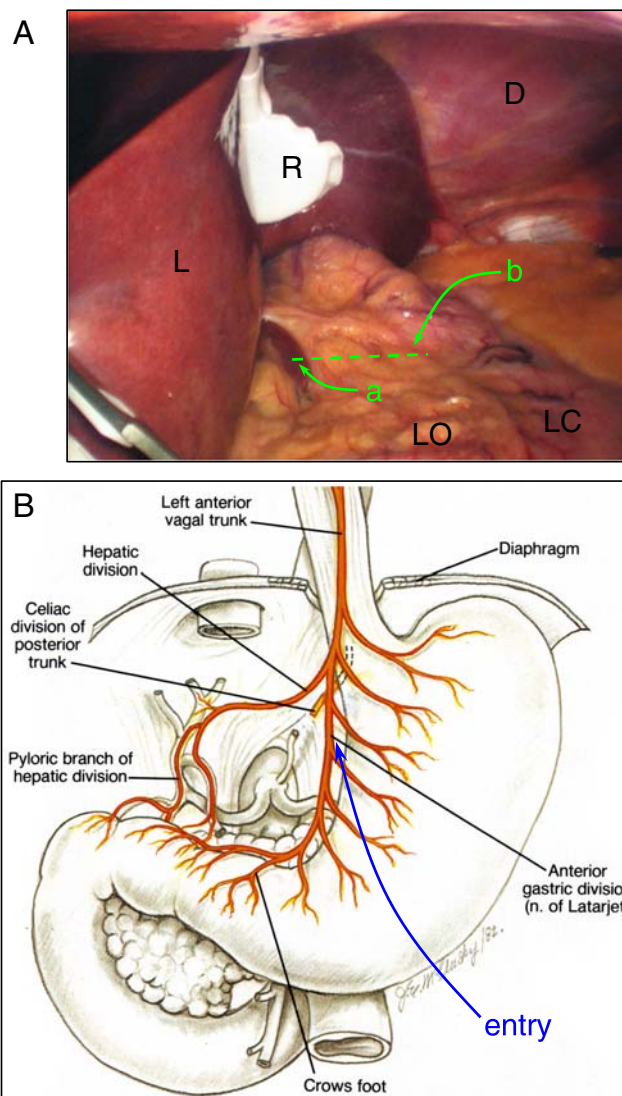 A
D
R
L
b
a
LO
LC
B
Left anterior
vagal trunk
Hepatic
division
Diaphragm
Celiac
division of
posterior
trunk
Pyloric branch of
hepatic division
Anterior
gastric division
(n. of Latarjet
entry
Crows foot